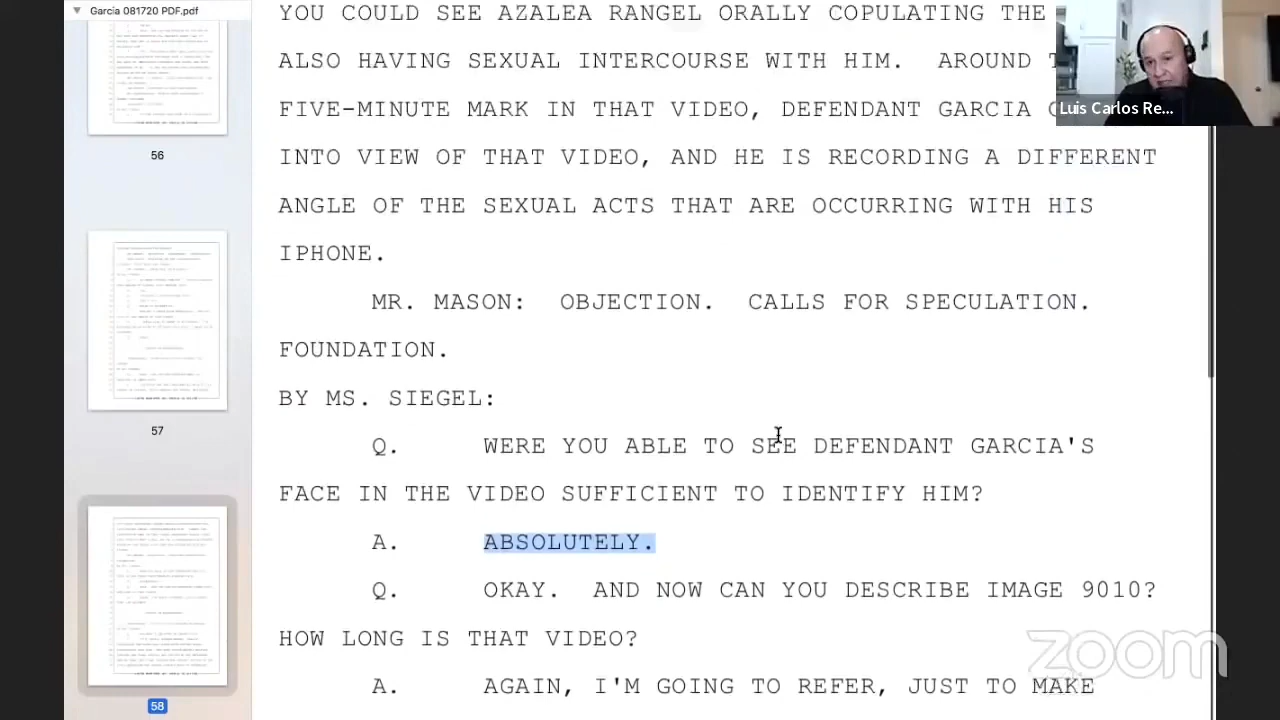 Garcia 081720 PDF.pdf
56
57
58
YOU COULD SEE AZALEA RANGEL ORALLY COPULATING THE
ALSO HAVING SEXUAL INTERCOURSE WITH HER. AROUND
FIVE-MINUTE MARK IN THAT VIDEO, DEFENDANT GARCIA
INTO VIEW OF THAT VIDEO, AND HE IS RECORDING A DIFFERENT
ANGLE OF THE SEXUAL ACTS THAT ARE OCCURRING WITH HIS
IPHONE.
MR. MASON: OBJECTION. CALLS FOR SPECULATION.
FOUNDATION.
BY MS. SIEGEL:
Q. WERE YOU ABLE TO SEE DEFENDANT GARCIA'S
FACE IN THE VIDEO SUFFICIENT TO IDENTIFY HIM?
A. ABSOLUTELY.
Q. OKAY. AND NOW CAN YOU DESCRIBE IMAGE 9010?
HOW LONG IS THAT?
A. AGAIN, I'M GOING TO REFER, JUST TO MAKE
Luis Carlos Re...
zoom